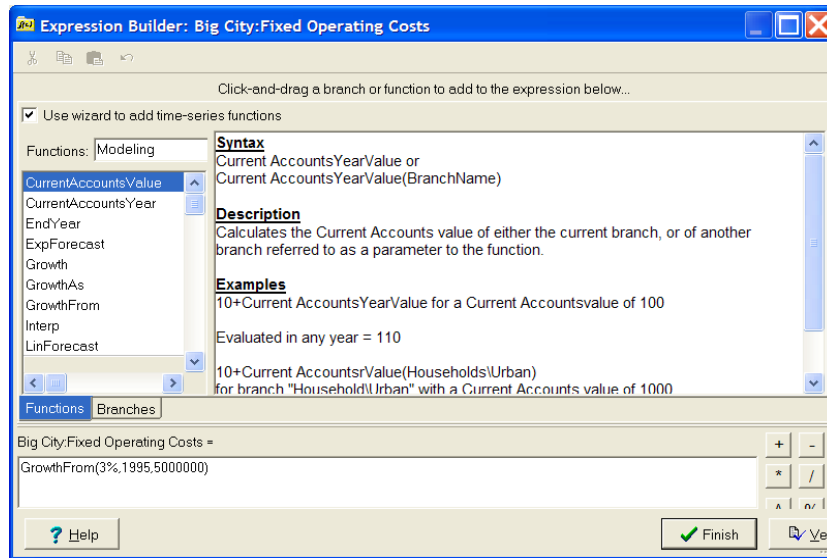 Expression Builder: Big City:Fixed Operating Costs
Click-and-drag a branch or function to add to the expression below...
Use wizard to add time-series functions
Functions: Modeling
CurrentAccountsValue
CurrentAccountsYear
EndYear
ExpForecast
Growth
GrowthAs
GrowthFrom
Interp
LinForecast
Syntax
Current AccountsYearValue or
Current AccountsYearValue(BranchName)
Description
Calculates the Current Accounts value of either the current branch, or of another
branch referred to as a parameter to the function.
Examples
10+Current AccountsYearValue for a Current Accountsvalue of 100
Evaluated in any year = 110
10+Current AccountsrValue(Households\Urban)
for branch "Household\Urban" with a Current Accounts value of 1000
Functions Branches
Big City:Fixed Operating Costs =
GrowthFrom(3%,1995,5000000)
+ -
* /
? Help
Finish